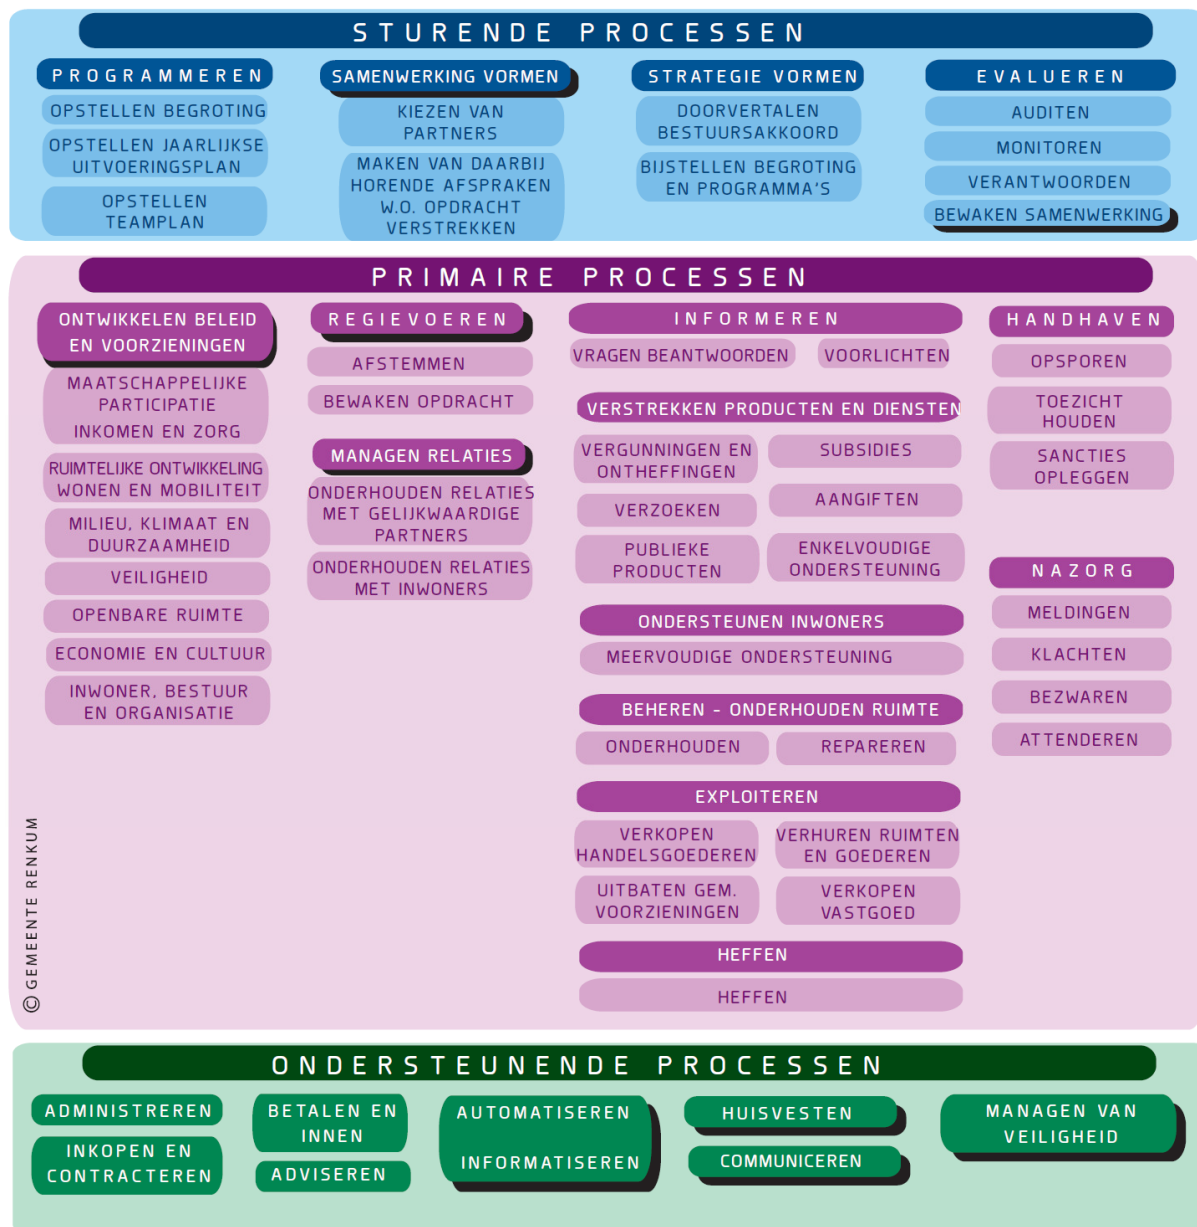 STURENDE PROCESSEN
PROGRAMMEREN
OPSTELLEN BEGROTING
OPSTELLEN JAARLIJKSE
UITVOERINGSPLAN
OPSTELLEN
TEAMPLAN
SAMENWERKING VORMEN
KIEZEN VAN
PARTNERS
MAKEN VAN DAARBIJ
HORENDE AFSPRAKEN
W.O. OPDRACHT
VERSTREKKEN
STRATEGIE VORMEN
DOORVERTALEN
BESTUURSAKKOORD
BIJSTELLEN BEGROTING
EN PROGRAMMA'S
EVALUEREN
AUDITEN
MONITOREN
VERANTWOORDEN
BEWAKEN SAMENWERKING
PRIMAIRE PROCESSEN
ONTWIKKELEN BELEID
EN VOORZIENINGEN
MAATSCHAPPELIJKE
PARTICIPATIE
INKOMEN EN ZORG
RUIMTELIJKE ONTWIKKELING
WONEN EN MOBILITEIT
MILIEU, KLIMAAT EN
DUURZAAMHEID
VEILIGHEID
OPENBARE RUIMTE
ECONOMIE EN CULTUUR
INWONER, BESTUUR
EN ORGANISATIE
REGIEVOEREN
AFSTEMMEN
BEWAKEN OPDRACHT
MANAGEN RELATIES
ONDERHOUDEN RELATIES
MET GELIJKWAARDIGE
PARTNERS
ONDERHOUDEN RELATIES
MET INWONERS
INFORMEREN
VRAGEN BEANTWOORDEN
VOORLICHTEN
VERSTREKKEN PRODUCTEN EN DIENSTEN
VERGUNNINGEN EN
ONTHEFFINGEN
SUBSIDIES
VERZOEKEN
AANGIFTEN
PUBLIEKE
PRODUCTEN
ENKELVOUDIGE
ONDERSTEUNING
ONDERSTEUNEN INWONERS
MEERVOUDIGE ONDERSTEUNING
BEHEREN - ONDERHOUDEN RUIMTE
ONDERHOUDEN
REPAREREN
EXPLOITEREN
VERKOPEN
HANDELSGOEDEREN
VERHUREN RUIMTEN
EN GOEDEREN
UITBATEN GEM.
VOORZIENINGEN
VERKOPEN
VASTGOED
HEFFEN
HEFFEN
HANDHAVEN
OPSPOREN
TOEZICHT
HOUDEN
SANCTIES
OPLEGGEN
NAZORG
MELDINGEN
KLACHTEN
BEZWAREN
ATTENDEREN
© GEMEENTE RENKUM
ONDERSTEUNENDE PROCESSEN
ADMINISTREREN
INKOPEN EN
CONTRACTEREN
BETALEN EN
INNEN
ADVISEREN
AUTOMATISEREN
INFORMATISEREN
HUISVESTEN
COMMUNICEREN
MANAGEN VAN
VEILIGHEID